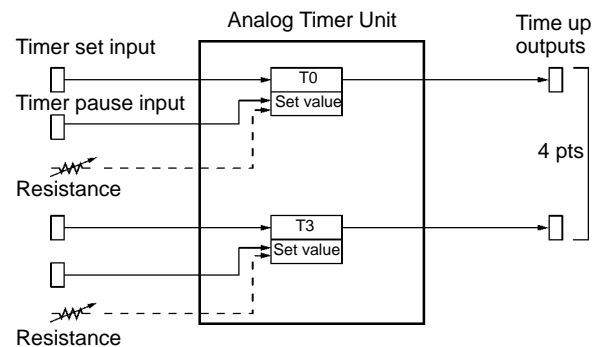 Analog Timer Unit
Time up
outputs
Timer set input
T0
Set value
Timer pause input
4 pts
Resistance
T3
Set value
Resistance